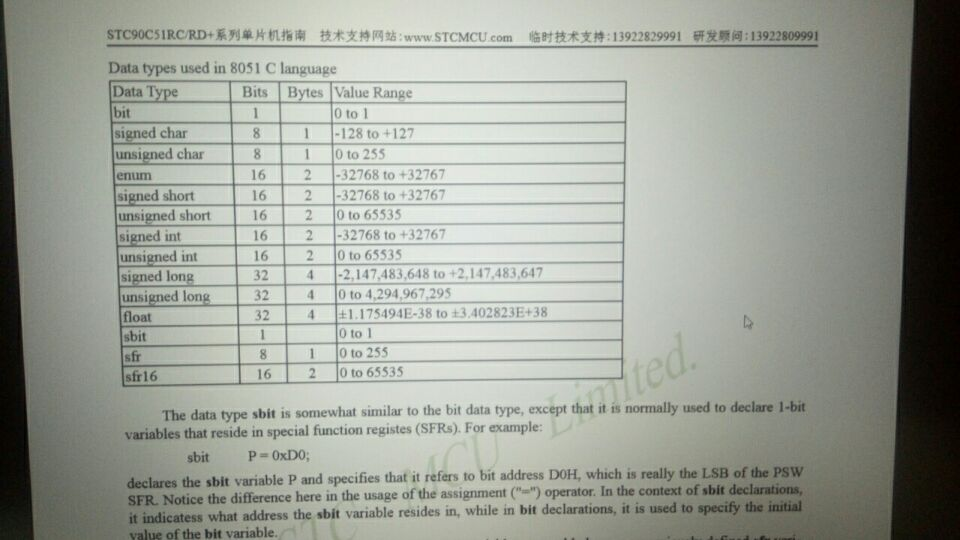 STC90C51RC/RD+系列单片机指南 技术支持网站:www.STCMCU.com 临时技术支持:13922829991 研发顾问:13922809991
Data types used in 8051 C language
Data Type Bits Bytes Value Range
bit 1 0 to 1
signed char 8 1 -128 to +127
unsigned char 8 1 0 to 255
enum 16 2 -32768 to +32767
signed short 16 2 -32768 to +32767
unsigned short 16 2 0 to 65535
signed int 16 2 -32768 to +32767
unsigned int 16 2 0 to 65535
signed long 32 4 -2,147,483,648 to +2,147,483,647
unsigned long 32 4 0 to 4,294,967,295
float 32 4 ±1.175494E-38 to ±3.402823E+38
sbit 1 0 to 1
sfr 8 1 0 to 255
sfr16 16 2 0 to 65535
The data type sbit is somewhat similar to the bit data type, except that it is normally used to declare 1-bit
variables that reside in special function registes (SFRs). For example:
sbit P = 0xD0;
declares the sbit variable P and specifies that it refers to bit address D0H, which is really the LSB of the PSW
SFR. Notice the difference here in the usage of the assignment ("=") operator. In the context of sbit declarations,
it indicatess what address the sbit variable resides in, while in bit declarations, it is used to specify the initial
value of the bit variable.
STC MCU Limited.